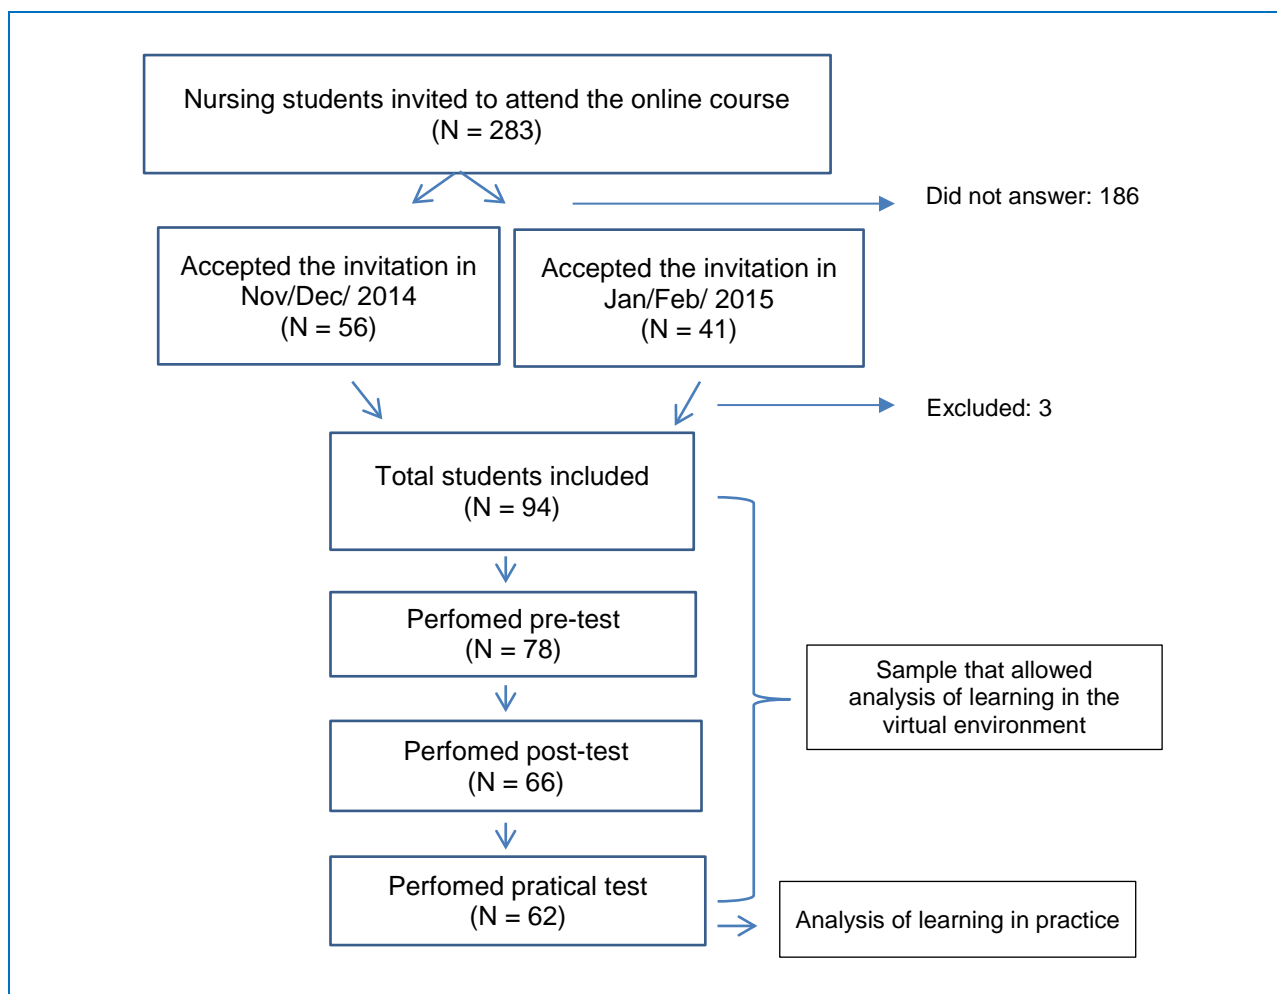 Nursing students invited to attend the online course
(N = 283)
Did not answer: 186
Accepted the invitation in
Nov/Dec/ 2014
(N = 56)
Accepted the invitation in
Jan/Feb/ 2015
(N = 41)
Excluded: 3
Total students included
(N = 94)
Perfomed pre-test
(N = 78)
Sample that allowed
analysis of learning in the
virtual environment
Perfomed post-test
(N = 66)
Perfomed pratical test
(N = 62)
Analysis of learning in practice